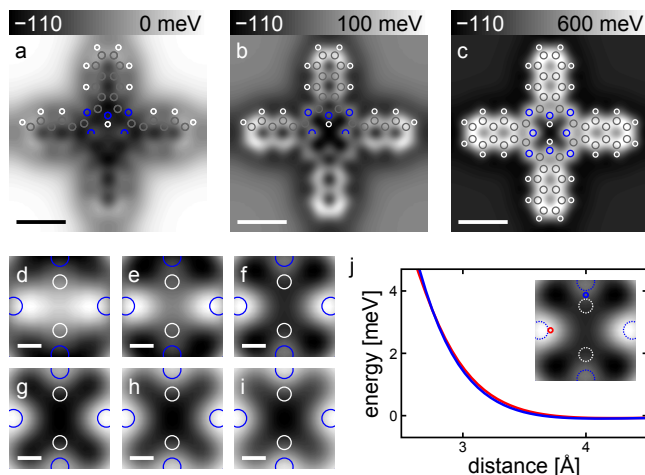 −110 0 meV
−110 100 meV
−110 600 meV
a
b
c
d
e
f
j
g
h
i
energy [meV]
4
2
0
3
4
distance [Å]